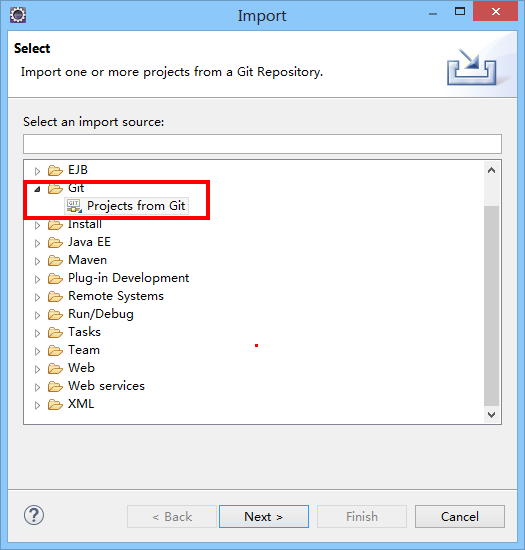 Import
Select
Import one or more projects from a Git Repository.
Select an import source:
EJB
Git
Projects from Git
Install
Java EE
Maven
Plug-in Development
Remote Systems
Run/Debug
Tasks
Team
Web
Web services
XML
? < Back Next > Finish Cancel